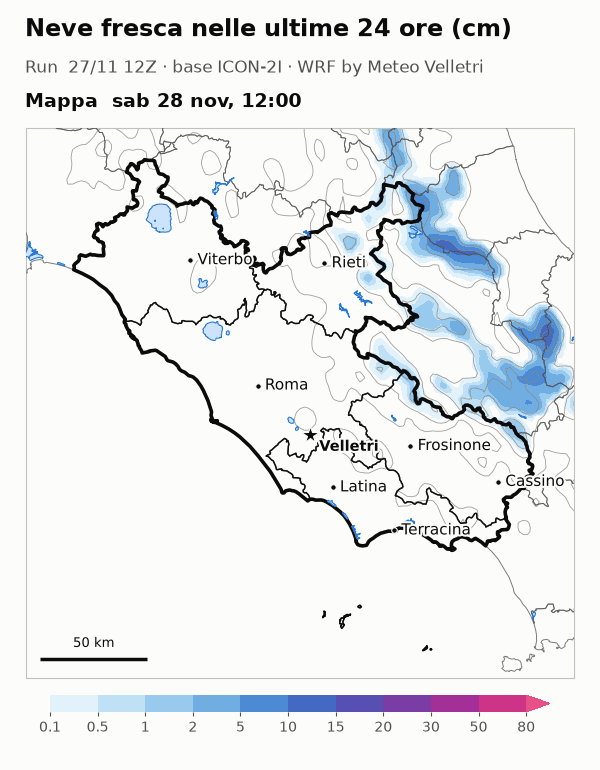 Neve fresca nelle ultime 24 ore (cm)
Run  27/11 12Z · base ICON-2I · WRF by Meteo Velletri
Mappa  sab 28 nov, 12:00
Viterbo
Rieti
Roma
Velletri
Frosinone
Cassino
Latina
Terracina
50 km
0.1 0.5 1 2 5 10 15 20 30 50 80